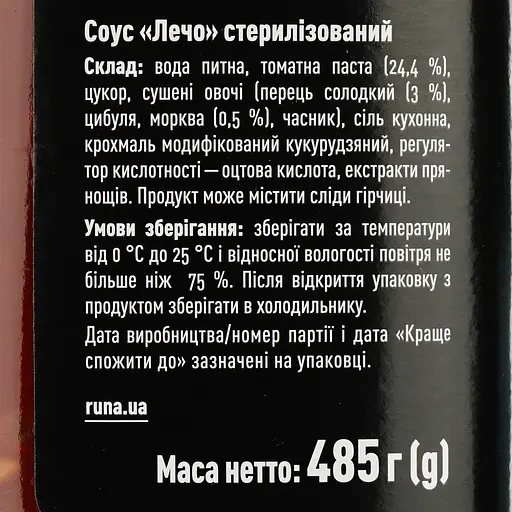 Соус «Лечо» стерилізований
Склад: вода питна, томатна паста (24,4 %),
цукор, сушені овочі (перець солодкий (3 %),
цибуля, морква (0,5 %), часник), сіль кухонна,
крохмаль модифікований кукурудзяний, регуля-
тор кислотності — оцтова кислота, екстракти пря-
нощів. Продукт може містити сліди гірчиці.
Умови зберігання: зберігати за температури
від 0 °C до 25 °C і відносної вологості повітря не
більше ніж 75 %. Після відкриття упаковку з
продуктом зберігати в холодильнику.
Дата виробництва/номер партії і дата «Краще
спожити до» зазначені на упаковці.
runa.ua
Маса нетто: 485 г (g)